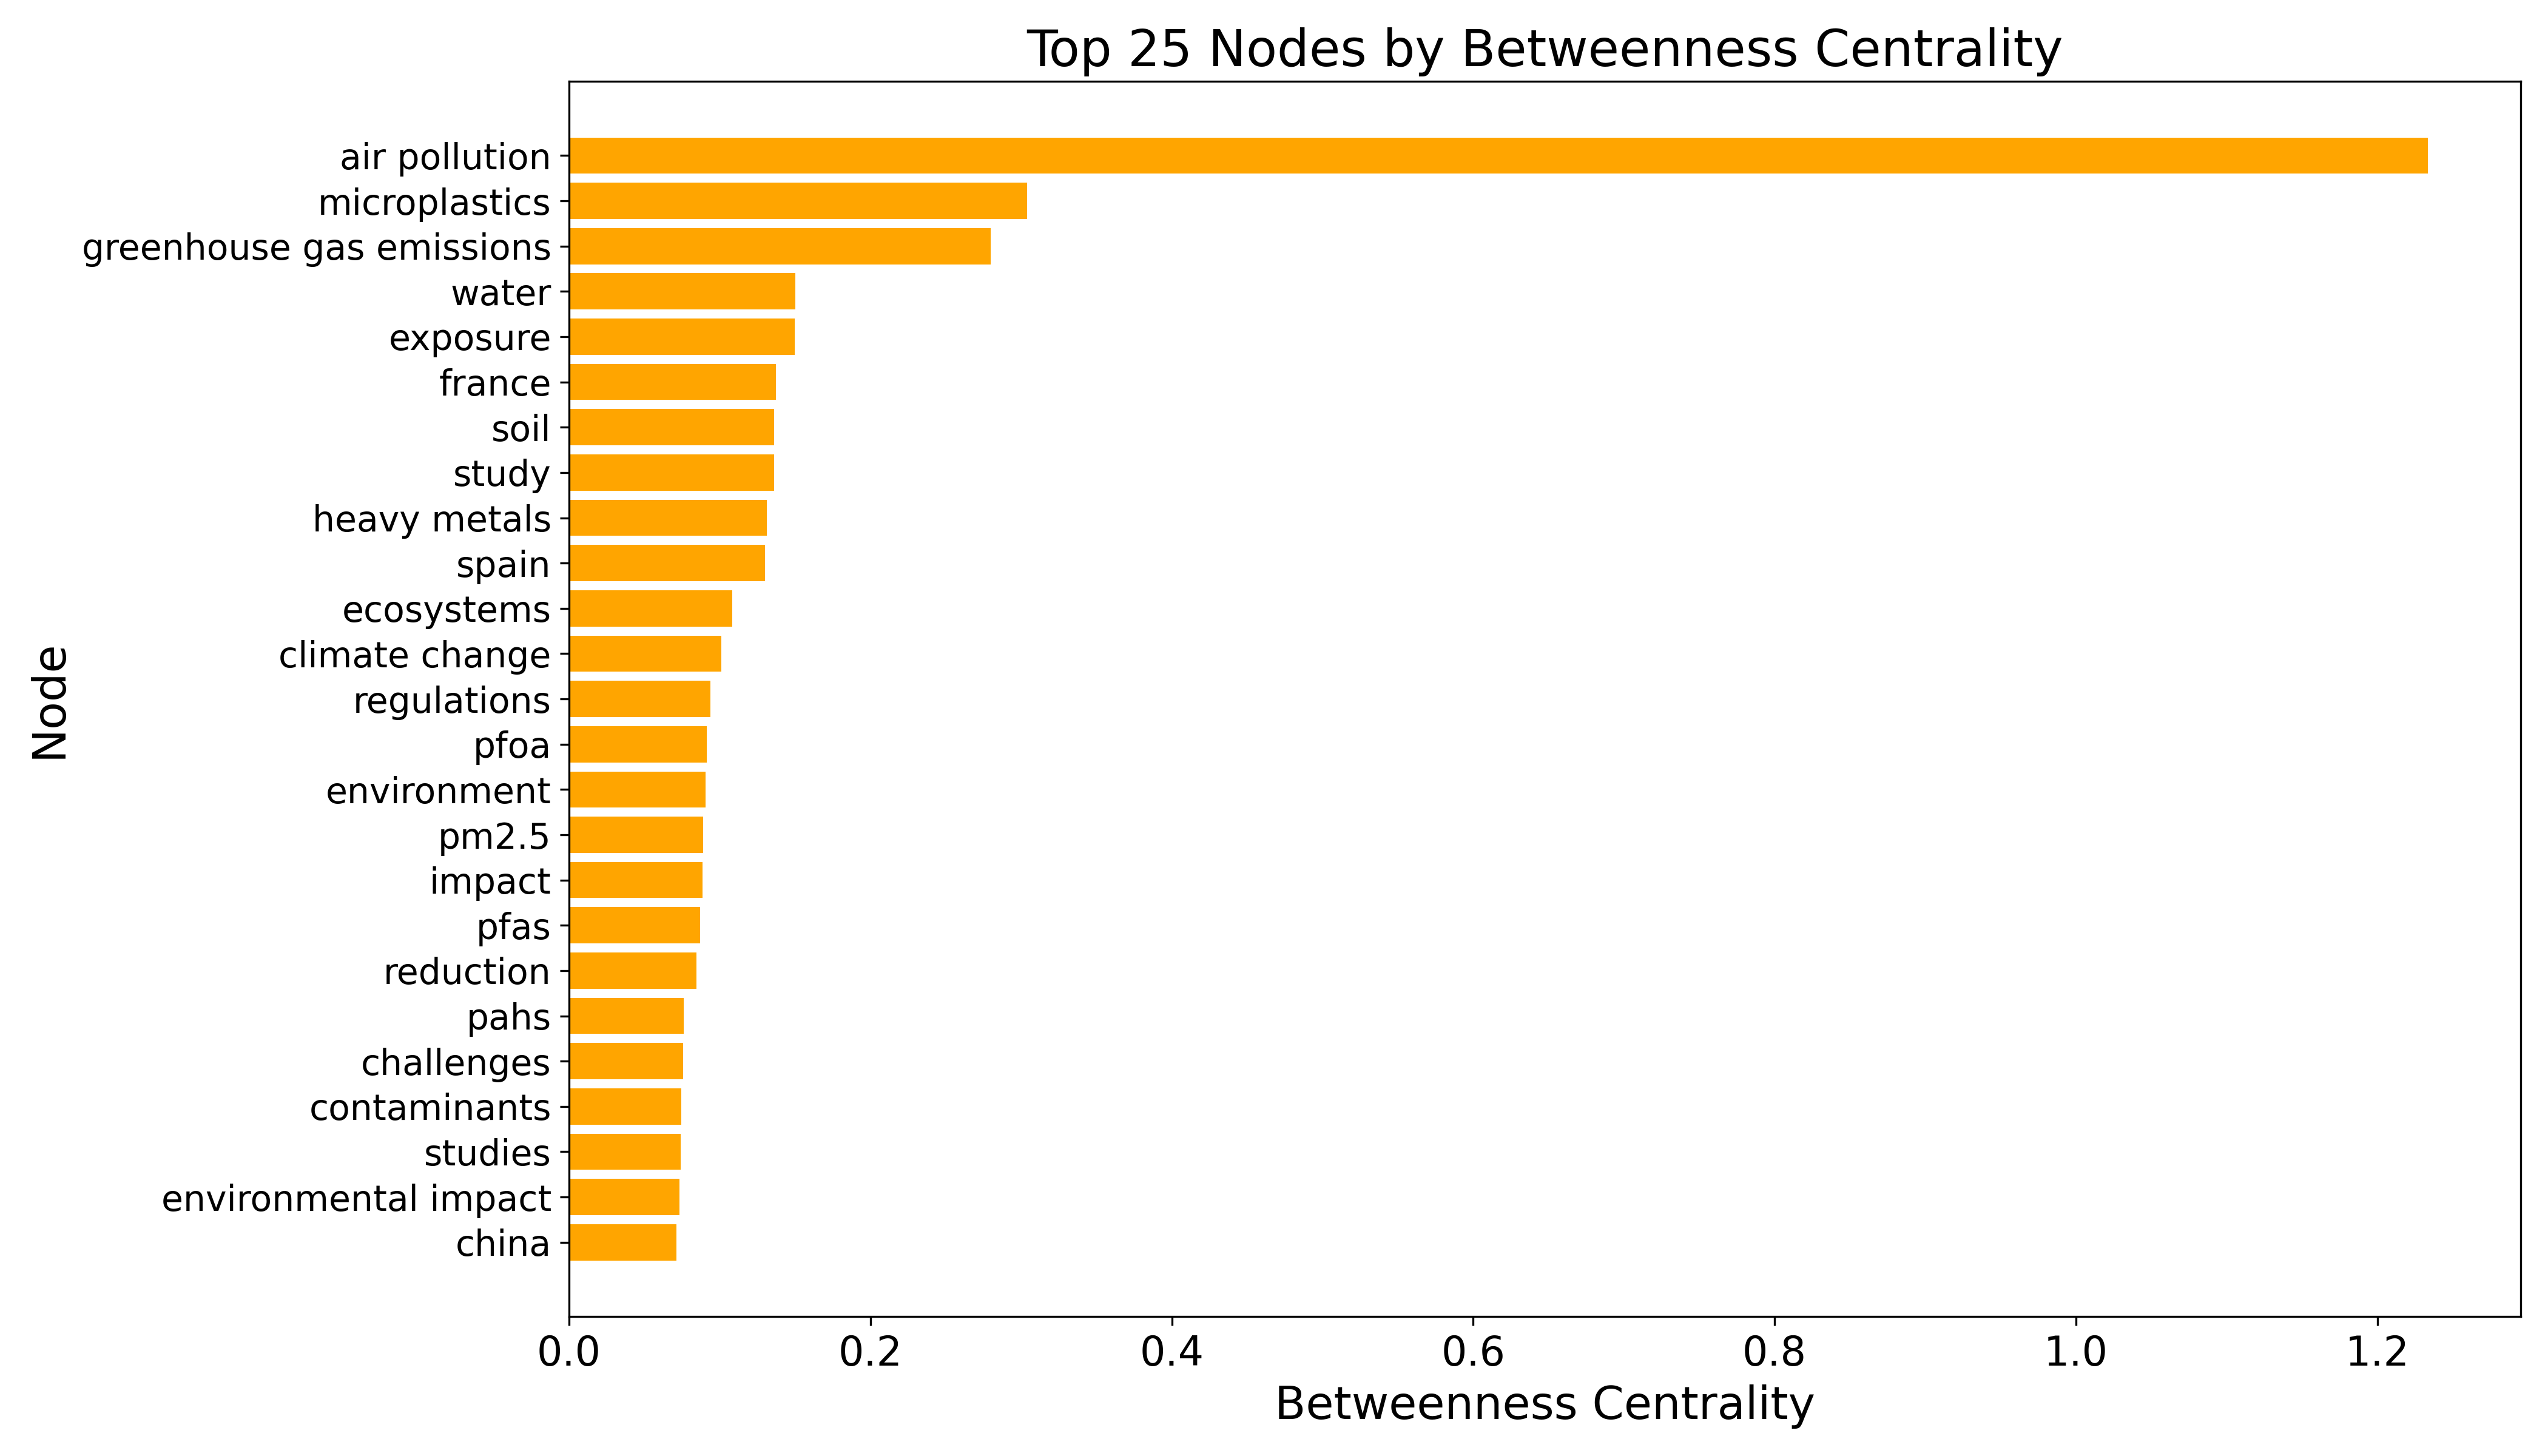 Top 25 Nodes by Betweenness Centrality
Node
air pollution
microplastics
greenhouse gas emissions
water
exposure
france
soil
study
heavy metals
spain
ecosystems
climate change
regulations
pfoa
environment
pm2.5
impact
pfas
reduction
pahs
challenges
contaminants
studies
environmental impact
china
0.0 0.2 0.4 0.6 0.8 1.0 1.2
Betweenness Centrality